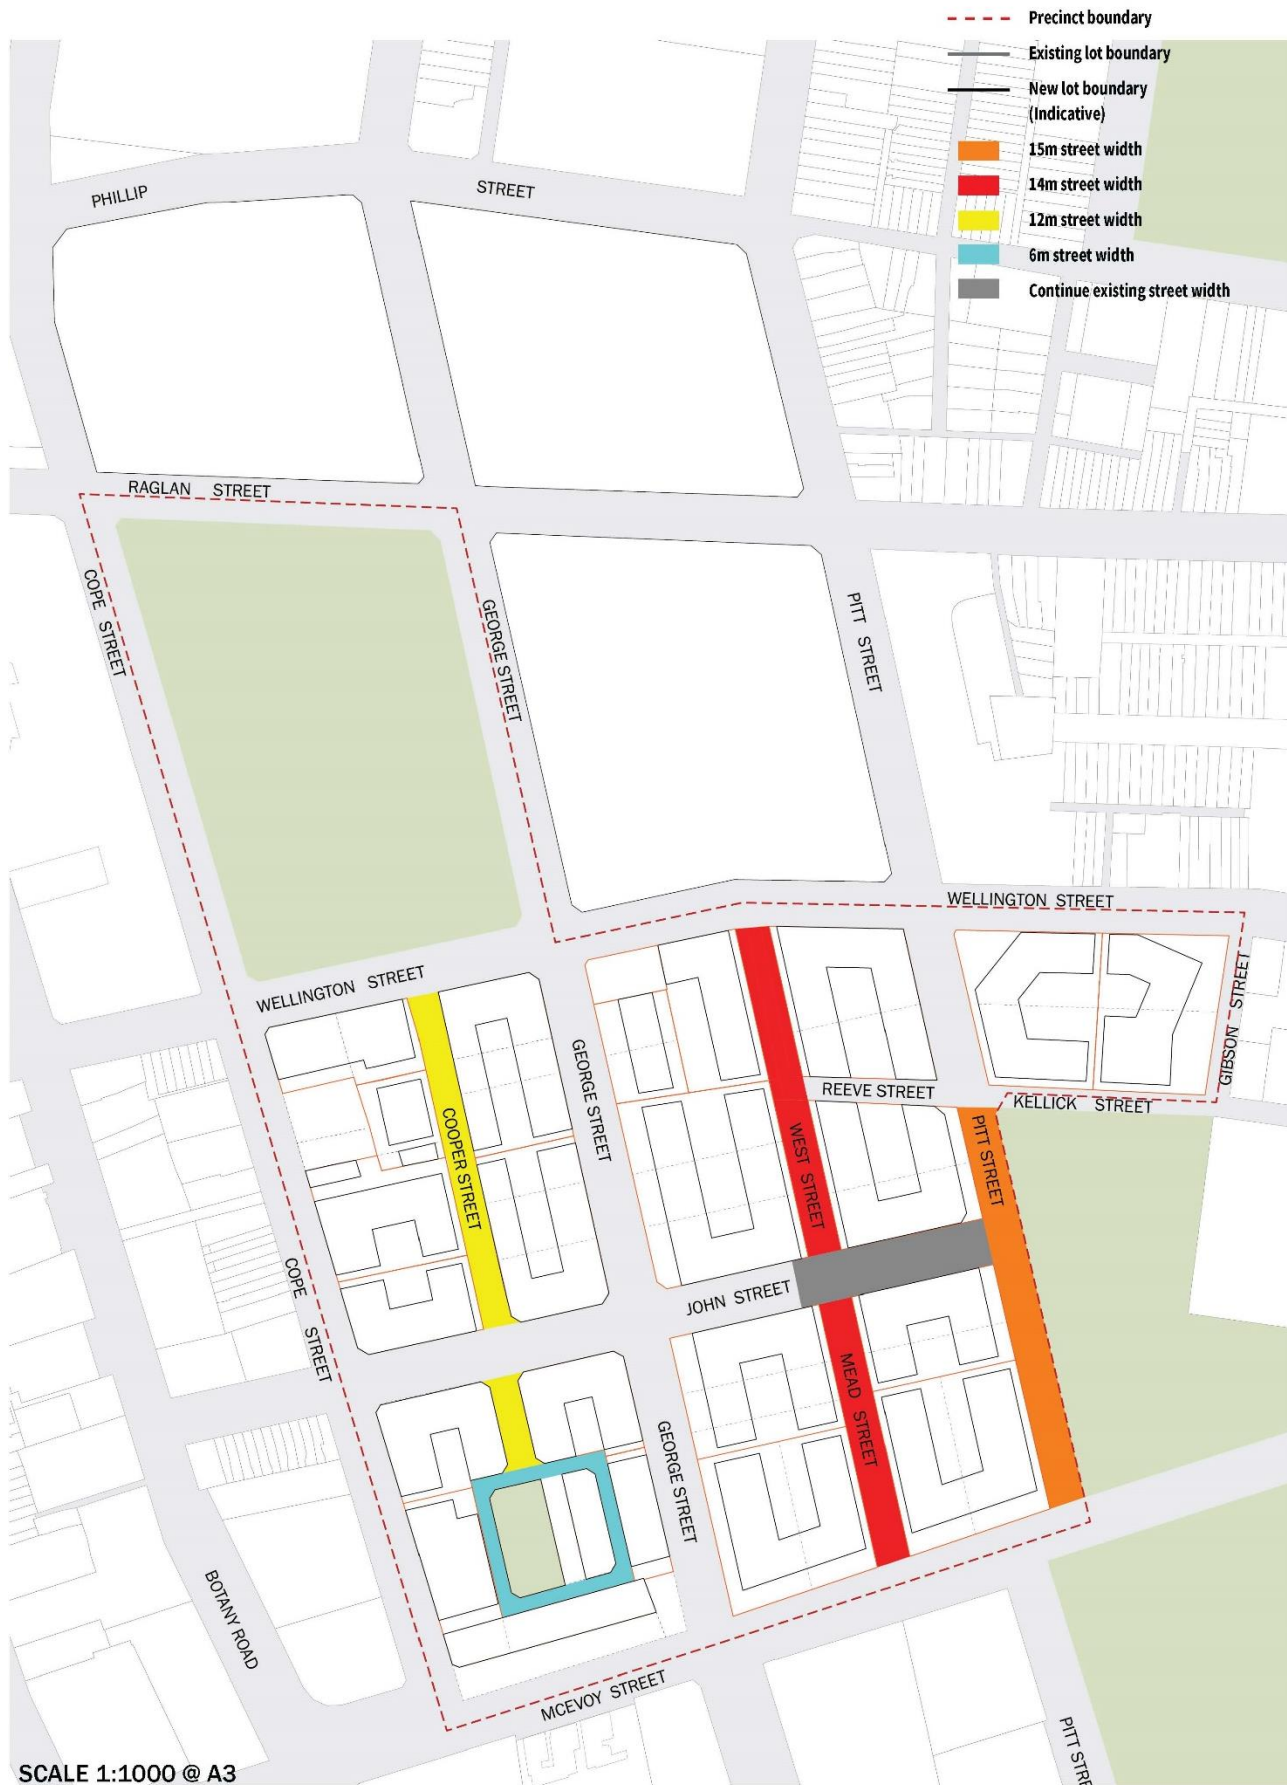 Precinct boundary
Existing lot boundary
New lot boundary
(Indicative)
15m street width
14m street width
12m street width
6m street width
Continue existing street width
PHILLIP
STREET
RAGLAN STREET
COPE STREET
GEORGE STREET
PITT STREET
WELLINGTON STREET
WELLINGTON STREET
GIBSON STREET
GEORGE STREET
REEVE STREET
KELLICK STREET
COOPER STREET
WEST STREET
PITT STREET
COPE STREET
JOHN STREET
MEAD STREET
GEORGE STREET
BOTANY ROAD
MCEVOY STREET
PITT STRE
SCALE 1:1000 @ A3